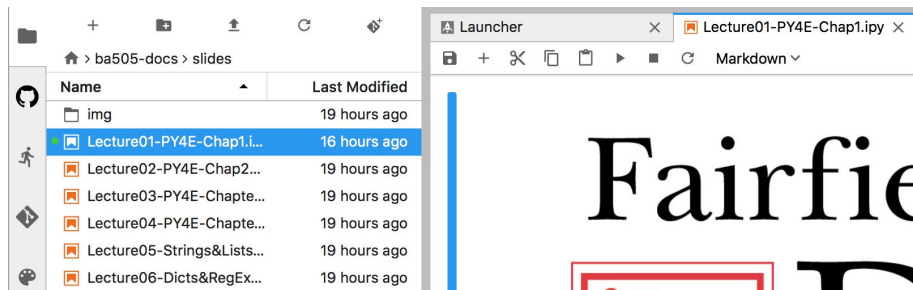 Launcher
Lecture01-PY4E-Chap1.ipy
ba505-docs > slides
Markdown
Name Last Modified
img 19 hours ago
Lecture01-PY4E-Chap1.i... 16 hours ago
Lecture02-PY4E-Chap2... 19 hours ago
Lecture03-PY4E-Chapte... 19 hours ago
Lecture04-PY4E-Chapte... 19 hours ago
Lecture05-Strings&Lists... 19 hours ago
Lecture06-Dicts&RegEx... 19 hours ago
Fairfie